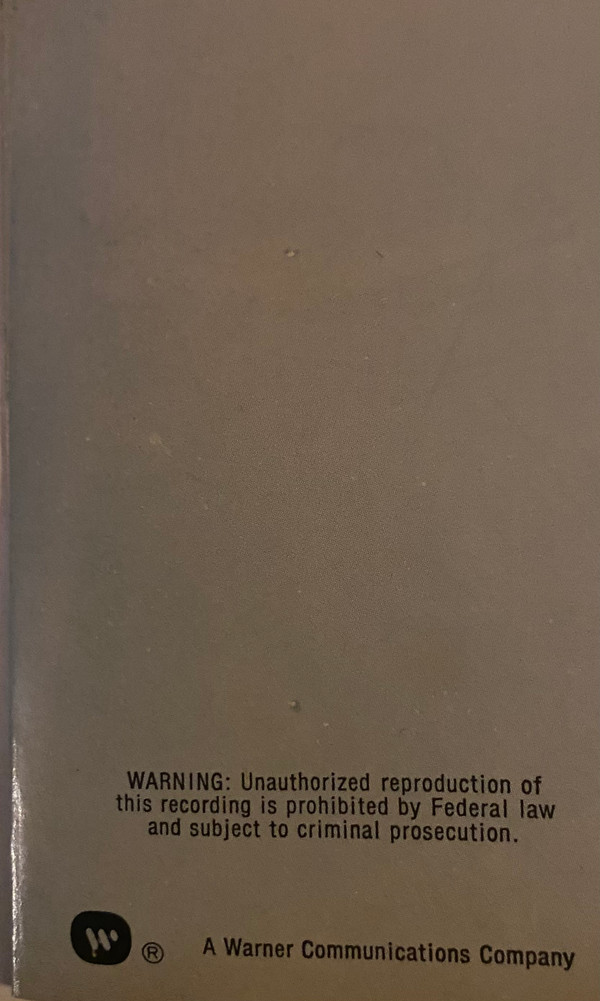 WARNING: Unauthorized reproduction of
this recording is prohibited by Federal law
and subject to criminal prosecution.
® A Warner Communications Company